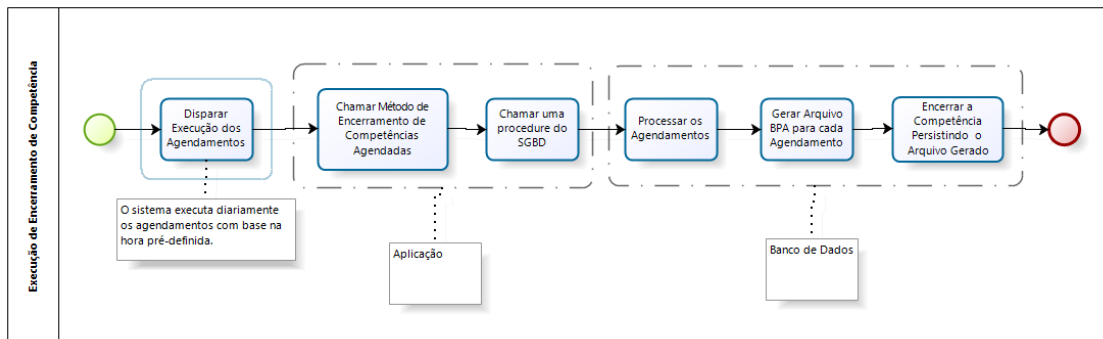 Execução de Encerramento de Competência
Disparar
Execução dos
Agendamentos
Chamar Método de
Encerramento de
Competências
Agendadas
Chamar uma
procedure do
SGBD
Processar os
Agendamentos
Gerar Arquivo
BPA para cada
Agendamento
Encerrar a
Competência
Persistindo o
Arquivo Gerado
O sistema executa diariamente
os agendamentos com base na
hora pré-definida.
Aplicação
Banco de Dados